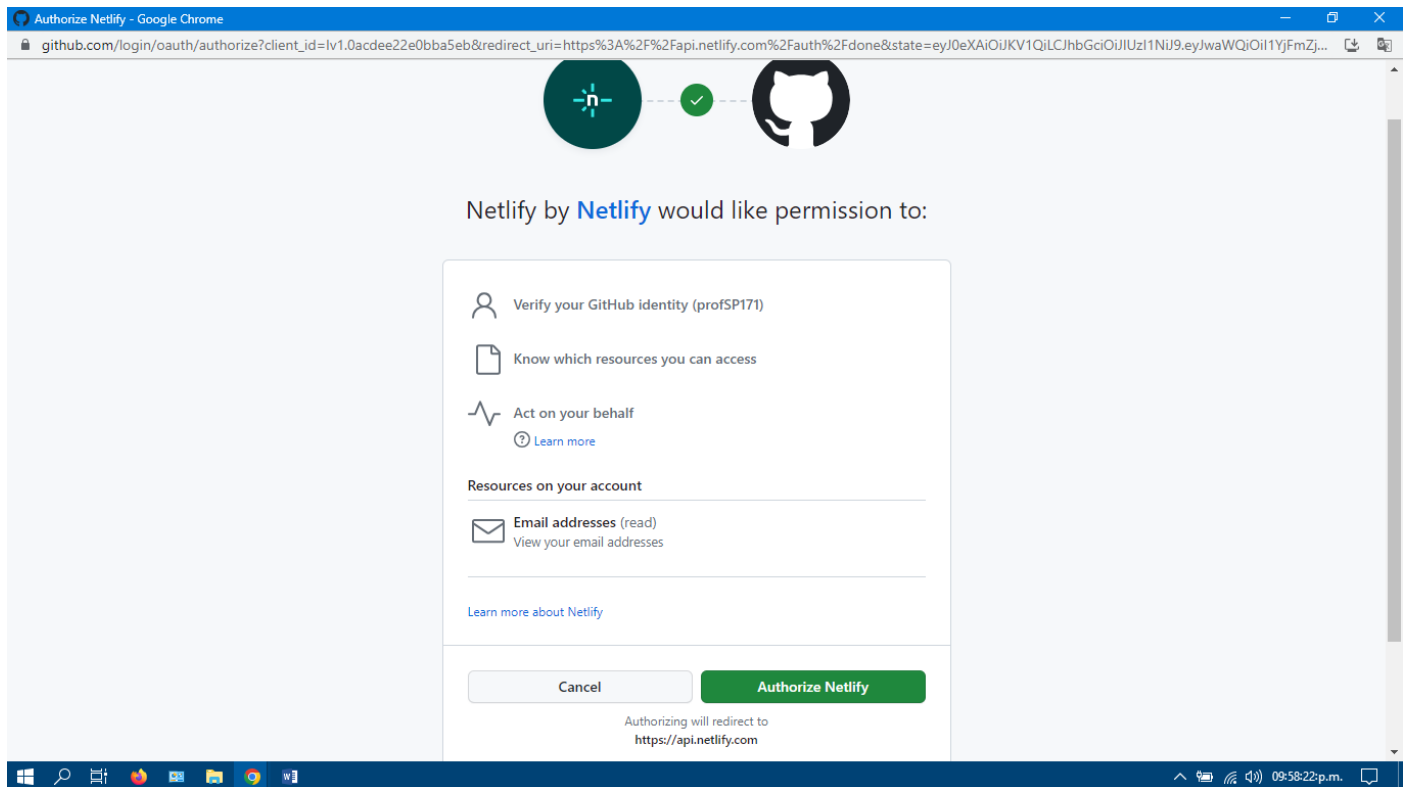 Authorize Netlify - Google Chrome
github.com/login/oauth/authorize?client_id=Iv1.0acdee22e0bba5eb&redirect_uri=https%3A%2F%2Fapi.netlify.com%2Fauth%2Fdone&state=eyJ0eXAiOiJKV1QiLCJhbGciOiJIUzI1NiJ9.eyJwaWQiOiI1YjFmZj...
n
Netlify by Netlify would like permission to:
Verify your GitHub identity (profSP171)
Know which resources you can access
Act on your behalf
? Learn more
Resources on your account
Email addresses (read)
View your email addresses
Learn more about Netlify
Cancel
Authorize Netlify
Authorizing will redirect to
https://api.netlify.com
09:58:22:p.m.